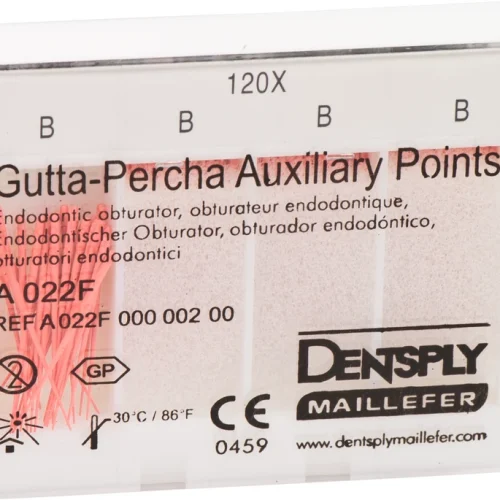 120X
B B B B
Gutta-Percha Auxiliary Points
Endodontic obturator, obturateur endodontique,
Endodontischer Obturator, obturador endodóntico,
otturatori endodontici
A 022F
REF A 022F 000 002 00
2 GP
30°C / 86°F
CE
0459
DENTSPLY
MAILLEFER
www.dentsplymaillefer.com